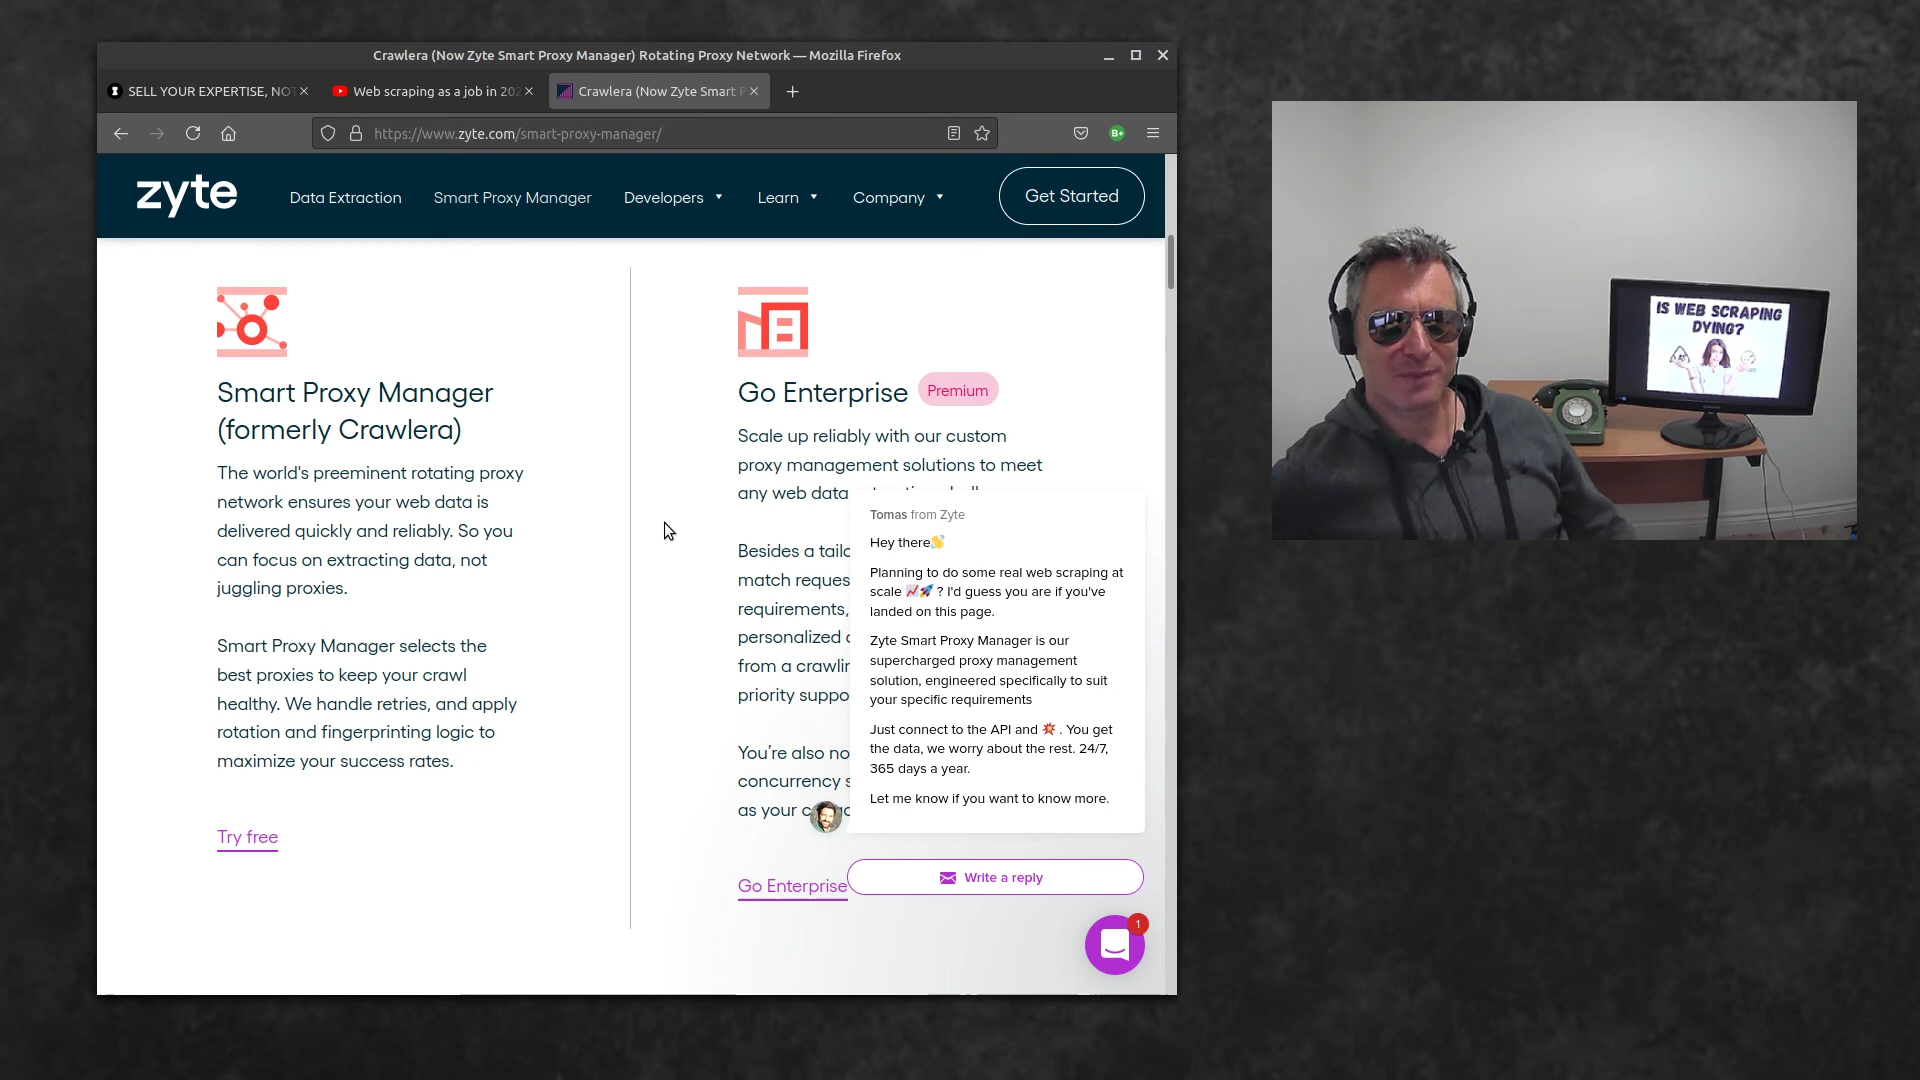 Crawlera (Now Zyte Smart Proxy Manager) Rotating Proxy Network — Mozilla Firefox
SELL YOUR EXPERTISE, NOT
Web scraping as a job in 202
Crawlera (Now Zyte Smart P
https://www.zyte.com/smart-proxy-manager/
B+
zyte
Data Extraction
Smart Proxy Manager
Developers
Learn
Company
Get Started
Smart Proxy Manager
(formerly Crawlera)
The world's preeminent rotating proxy
network ensures your web data is
delivered quickly and reliably. So you
can focus on extracting data, not
juggling proxies.
Smart Proxy Manager selects the
best proxies to keep your crawl
healthy. We handle retries, and apply
rotation and fingerprinting logic to
maximize your success rates.
Try free
Go Enterprise Premium
Scale up reliably with our custom
proxy management solutions to meet
any web data
Besides a tailo
match reques
requirements,
personalized
from a crawlin
priority suppo
You're also no
concurrency s
as your c
Go Enterprise
Tomas from Zyte
Hey there👋
Planning to do some real web scraping at
scale 📈🚀 ? I'd guess you are if you've
landed on this page.
Zyte Smart Proxy Manager is our
supercharged proxy management
solution, engineered specifically to suit
your specific requirements
Just connect to the API and 💥 . You get
the data, we worry about the rest. 24/7,
365 days a year.
Let me know if you want to know more.
Write a reply
1
IS WEB SCRAPING
DYING?